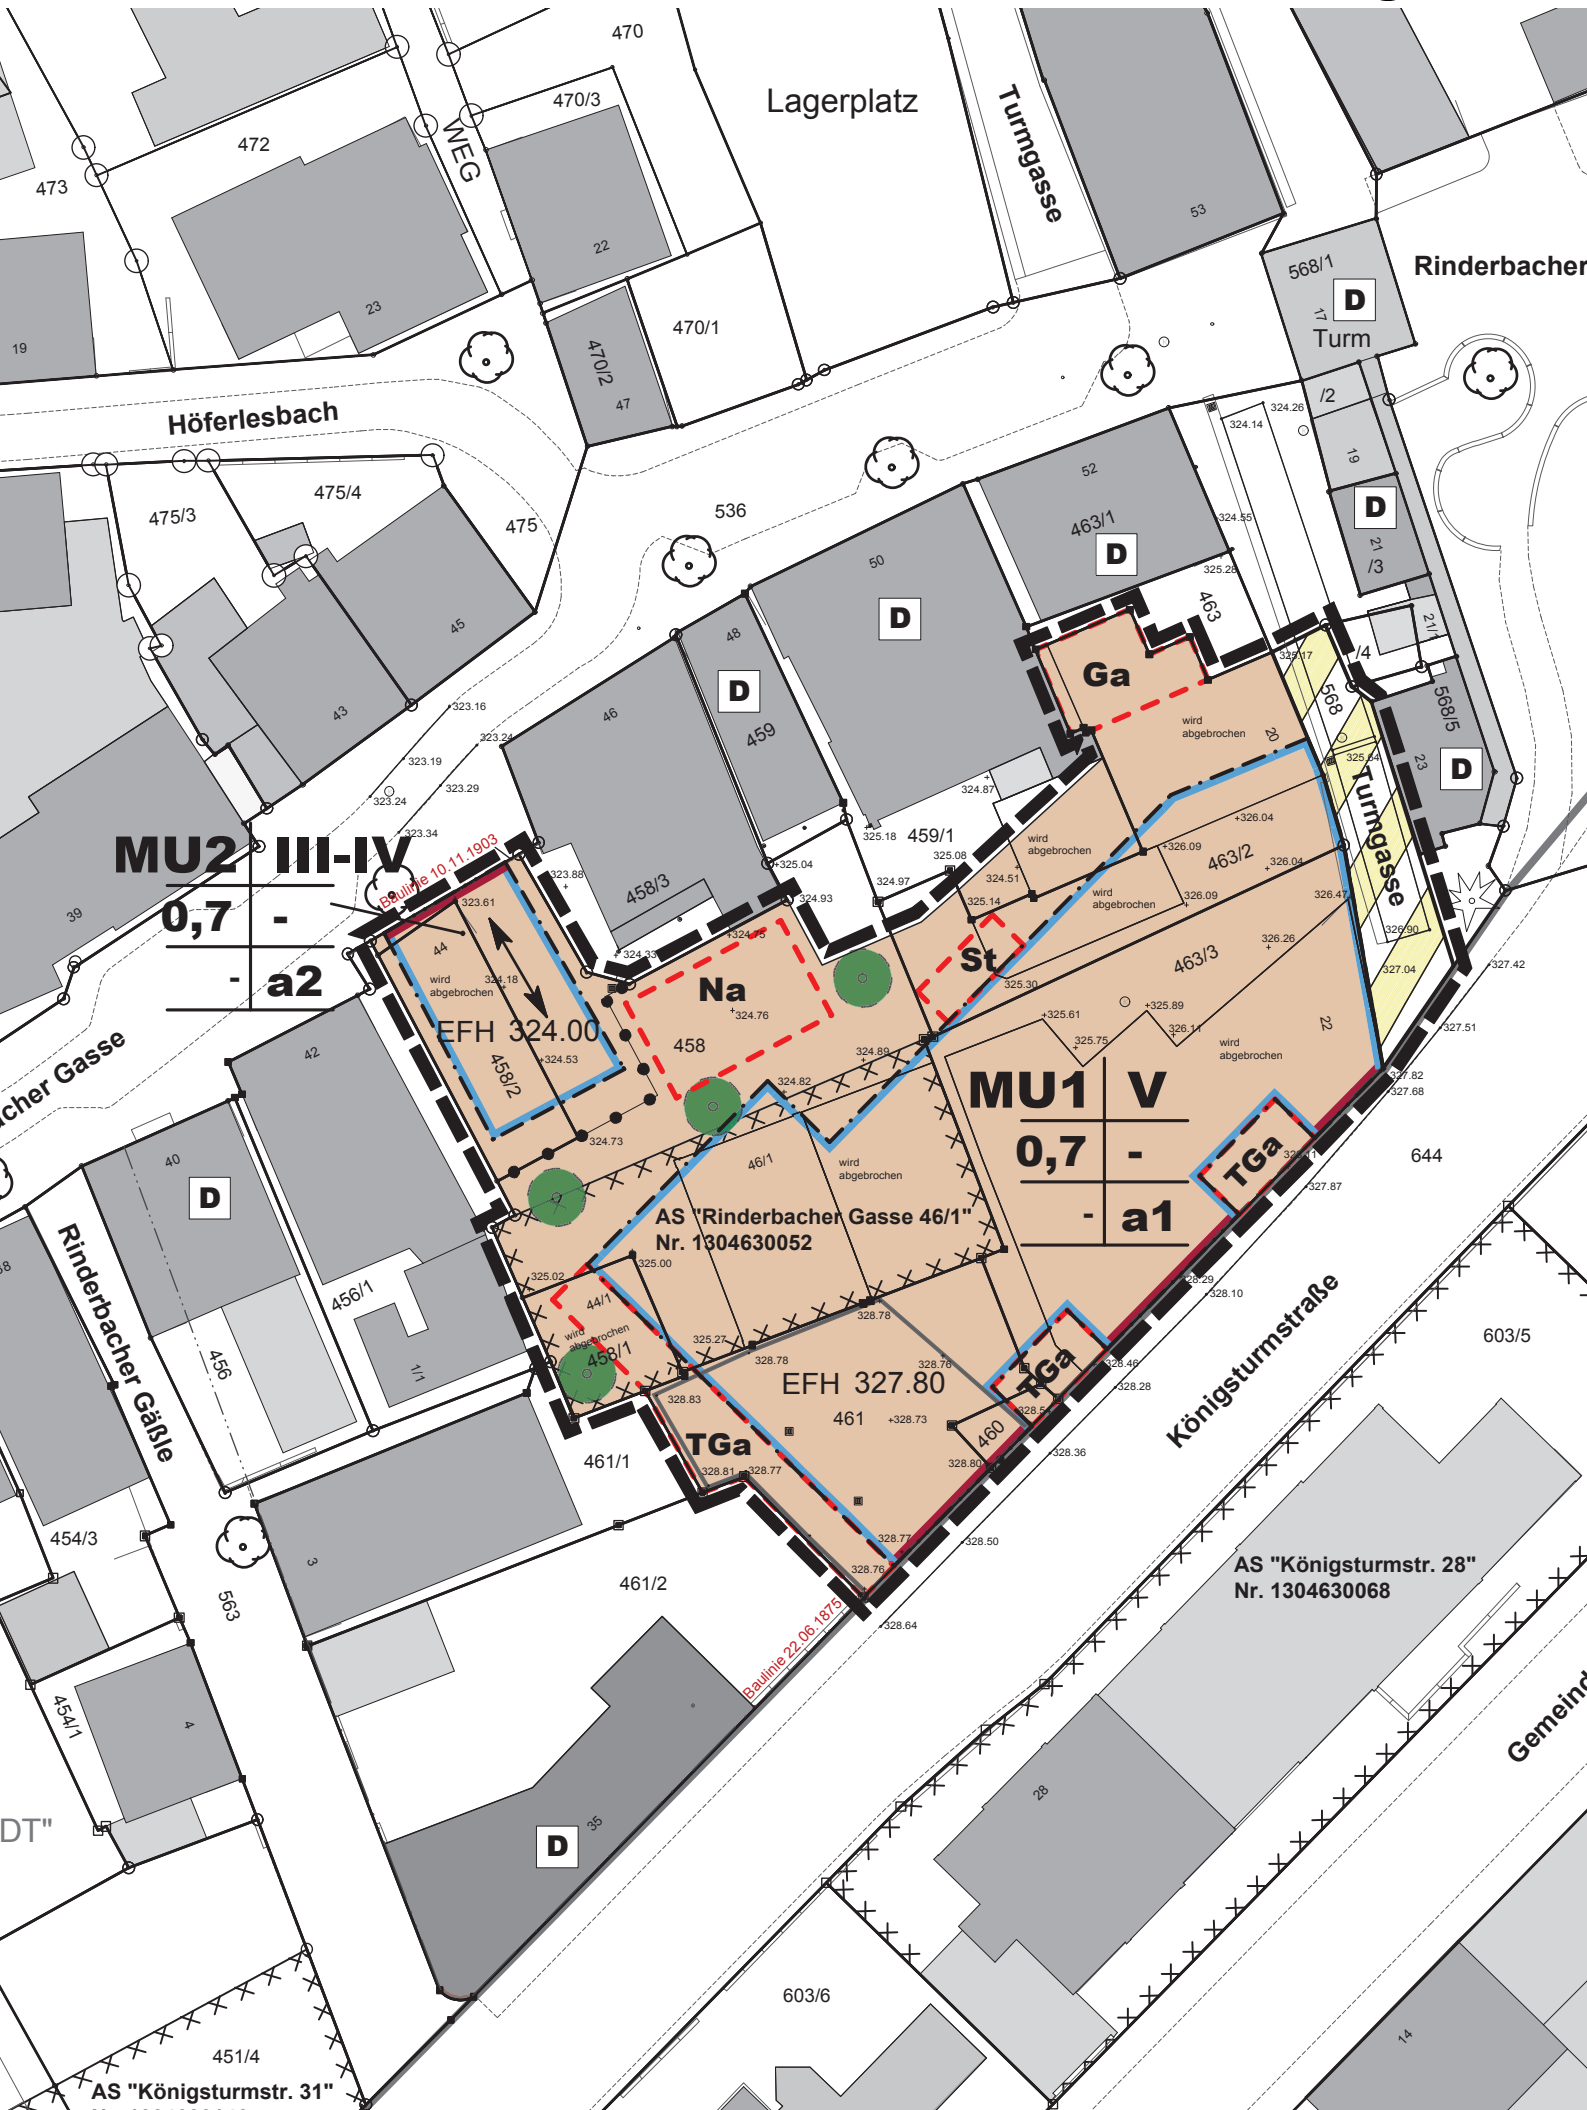 470
Lagerplatz
470/3
Turmgasse
WEG
472
473
53
22
568/1
Rinderbacher
D
17
Turm
23
19
470/1
470/2
47
/2
324.26
324.14
Höferlesbach
19
52
475/4
475/3
475
536
463/1
324.55
D
D
21
/3
50
D
325.28
463
21/1
45
48
D
459
Ga
325.17
/4
568
568/5
43
46
323.16
323.24
wird
abgebrochen
20
325.64
23
D
323.19
323.29
323.24
324.87
Turmgasse
323.34
MU2 III-IV
Baulinie 10.11.1903
325.18
459/1
wird
abgebrochen
+326.04
+326.09
463/2
325.08
+325.04
323.88
458/3
324.97
324.51
326.04
39
0,7 -
323.61
324.93
325.14
wird
abgebrochen
326.09
326.47
44
324.75
326.90
326.26
- a2
wird
abgebrochen
324.18
324.33
St
463/3
327.04
327.42
Na
325.30
+324.76
+325.89
EFH 324.00
+325.61
326.11
22
327.51
42
458
324.89
325.75
wird
abgebrochen
+324.53
458/2
acher Gasse
324.82
MU1 V
327.82
327.68
324.73
0,7 -
TGa
644
40
46/1
wird
abgebrochen
327.87
D
- a1
AS "Rinderbacher Gasse 46/1"
Nr. 1304630052
Rinderbacher Gäßle
325.00
325.02
328.29
328.10
456/1
44/1
328.78
Königsturmstraße
603/5
wird
abgebrochen
325.27
458/1
328.78
328.76
TGa
328.46
328.28
456
1/1
EFH 327.80
328.83
461
+328.73
328.54
460
TGa
461/1
328.80
328.36
328.81
328.77
454/3
328.77
328.50
3
328.76
AS "Königsturmstr. 28"
Nr. 1304630068
461/2
563
Baulinie 22.06.1875
328.64
454/1
4
Gemeind
28
DT"
35
D
603/6
14
451/4
AS "Königsturmstr. 31"